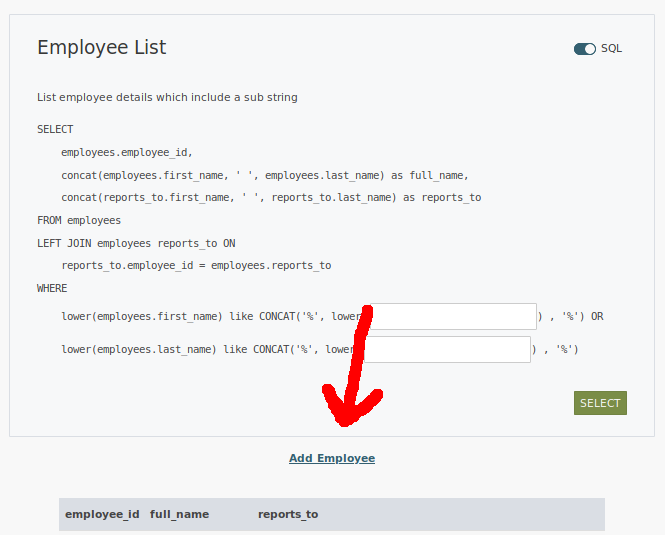 Employee List
SQL
List employee details which include a sub string
SELECT
employees.employee_id,
concat(employees.first_name, ' ', employees.last_name) as full_name,
concat(reports_to.first_name, ' ', reports_to.last_name) as reports_to
FROM employees
LEFT JOIN employees reports_to ON
reports_to.employee_id = employees.reports_to
WHERE
lower(employees.first_name) like CONCAT('%', lower ) , '%') OR
lower(employees.last_name) like CONCAT('%', lower ) , '%')
SELECT
Add Employee
employee_id full_name reports_to